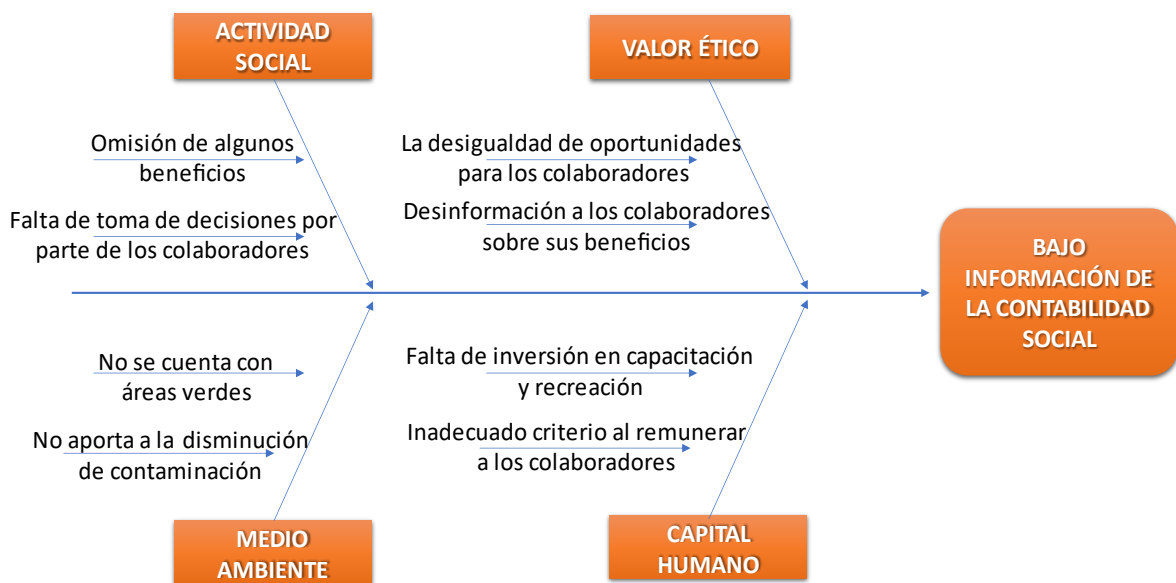 ACTIVIDAD
SOCIAL
VALOR ÉTICO
Omisión de algunos
beneficios
La desigualdad de oportunidades
para los colaboradores
Falta de toma de decisiones por
parte de los colaboradores
Desinformación a los colaboradores
sobre sus beneficios
BAJO
INFORMACIÓN DE
LA CONTABILIDAD
SOCIAL
No se cuenta con
áreas verdes
Falta de inversión en capacitación
y recreación
No aporta a la disminución
de contaminación
Inadecuado criterio al remunerar
a los colaboradores
MEDIO
AMBIENTE
CAPITAL
HUMANO